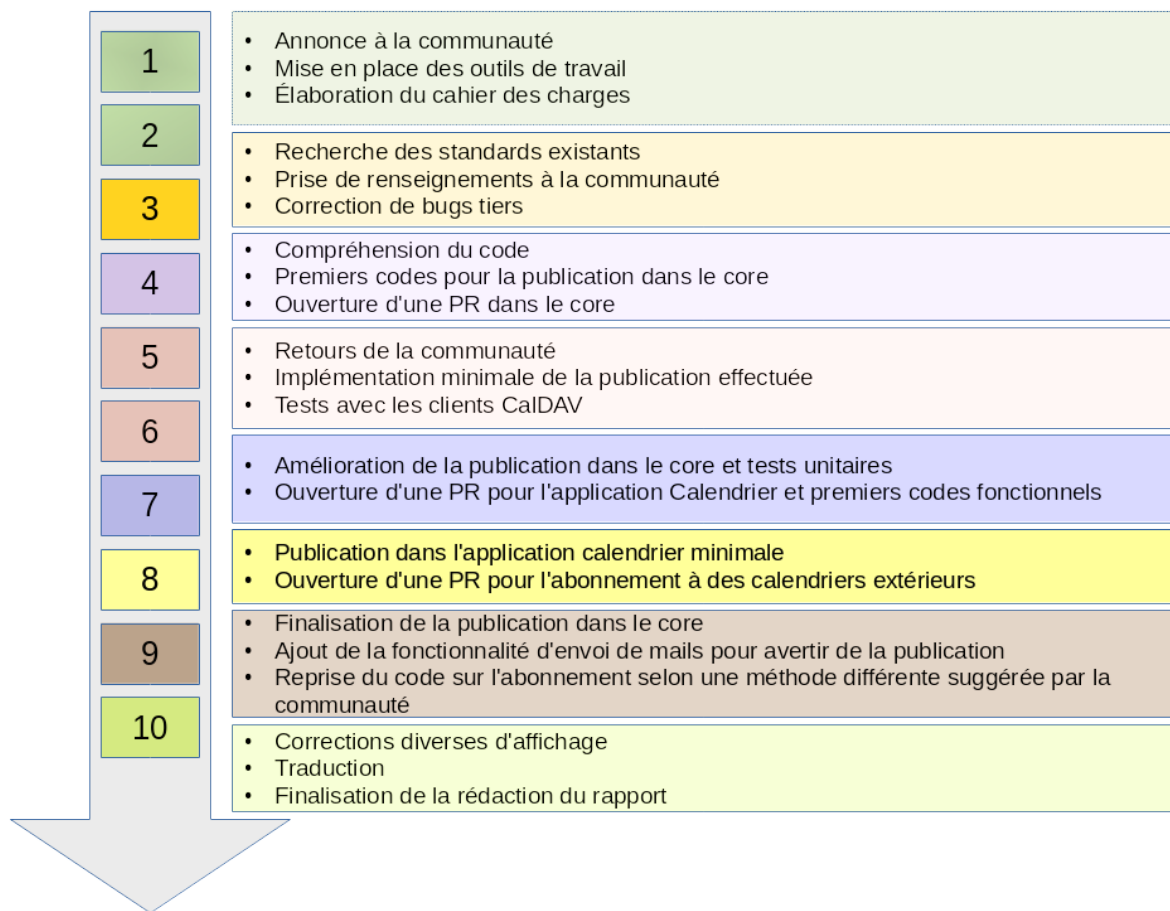 1
2
3
4
5
6
7
8
9
10
• Annonce à la communauté
• Mise en place des outils de travail
• Élaboration du cahier des charges
• Recherche des standards existants
• Prise de renseignements à la communauté
• Correction de bugs tiers
• Compréhension du code
• Premiers codes pour la publication dans le core
• Ouverture d'une PR dans le core
• Retours de la communauté
• Implémentation minimale de la publication effectuée
• Tests avec les clients CalDAV
• Amélioration de la publication dans le core et tests unitaires
• Ouverture d'une PR pour l'application Calendrier et premiers codes fonctionnels
• Publication dans l'application calendrier minimale
• Ouverture d'une PR pour l'abonnement à des calendriers extérieurs
• Finalisation de la publication dans le core
• Ajout de la fonctionnalité d'envoi de mails pour avertir de la publication
• Reprise du code sur l'abonnement selon une méthode différente suggérée par la
communauté
• Corrections diverses d'affichage
• Traduction
• Finalisation de la rédaction du rapport